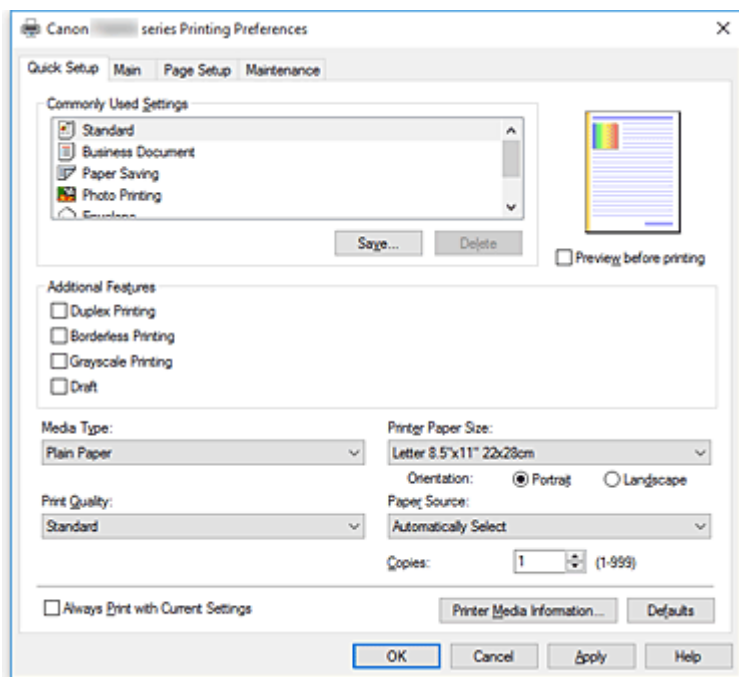 Canon series Printing Preferences
Quick Setup Main Page Setup Maintenance
Commonly Used Settings
Standard
Business Document
Paper Saving
Photo Printing
Envelope
Save... Delete
Preview before printing
Additional Features
Duplex Printing
Borderless Printing
Grayscale Printing
Draft
Media Type: Printer Paper Size:
Plain Paper Letter 8.5"x11" 22x28cm
Orientation: Portrait Landscape
Print Quality: Paper Source:
Standard Automatically Select
Copies: 1 (1-999)
Always Print with Current Settings Printer Media Information... Defaults
OK Cancel Apply Help